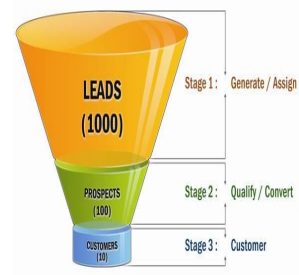 LEADS
(1000)
Stage 1 : Generate / Assign
PROSPECTS
(100)
Stage 2 : Qualify / Convert
CUSTOMERS
(10)
Stage 3 : Customer